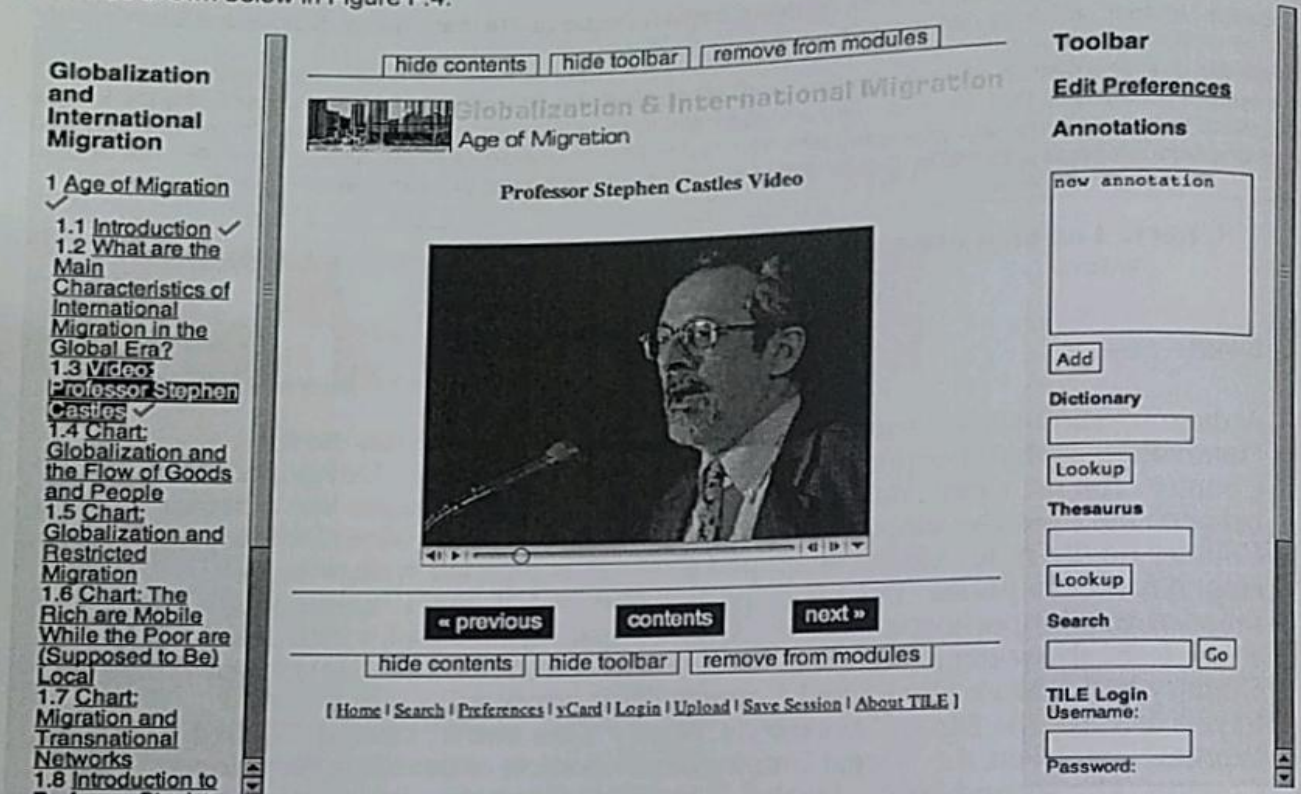 below in Figure
Globalization
and
International
Migration
1 Age of Migration
1.1 Introduction
1.2 What are the
Main
Characteristics of
International
Migration in the
Global Era?
1.3 Video:
Professor Stephen
Castles
1.4 Chart:
Globalization and
the Flow of Goods
and People
1.5 Chart:
Globalization and
Restricted
Migration
1.6 Chart: The
Rich are Mobile
While the Poor are
(Supposed to Be)
Local
1.7 Chart:
Migration and
Transnational
Networks
1.8 Introduction to
hide contents hide toolbar remove from modules
Globalization & International Migration
Age of Migration
Professor Stephen Castles Video
« previous contents next »
hide contents hide toolbar remove from modules
[ Home | Search | Preferences | vCard | Login | Upload | Save Session | About TILE ]
Toolbar
Edit Preferences
Annotations
new annotation
Add
Dictionary
Lookup
Thesaurus
Lookup
Search
Go
TILE Login
Username:
Password: